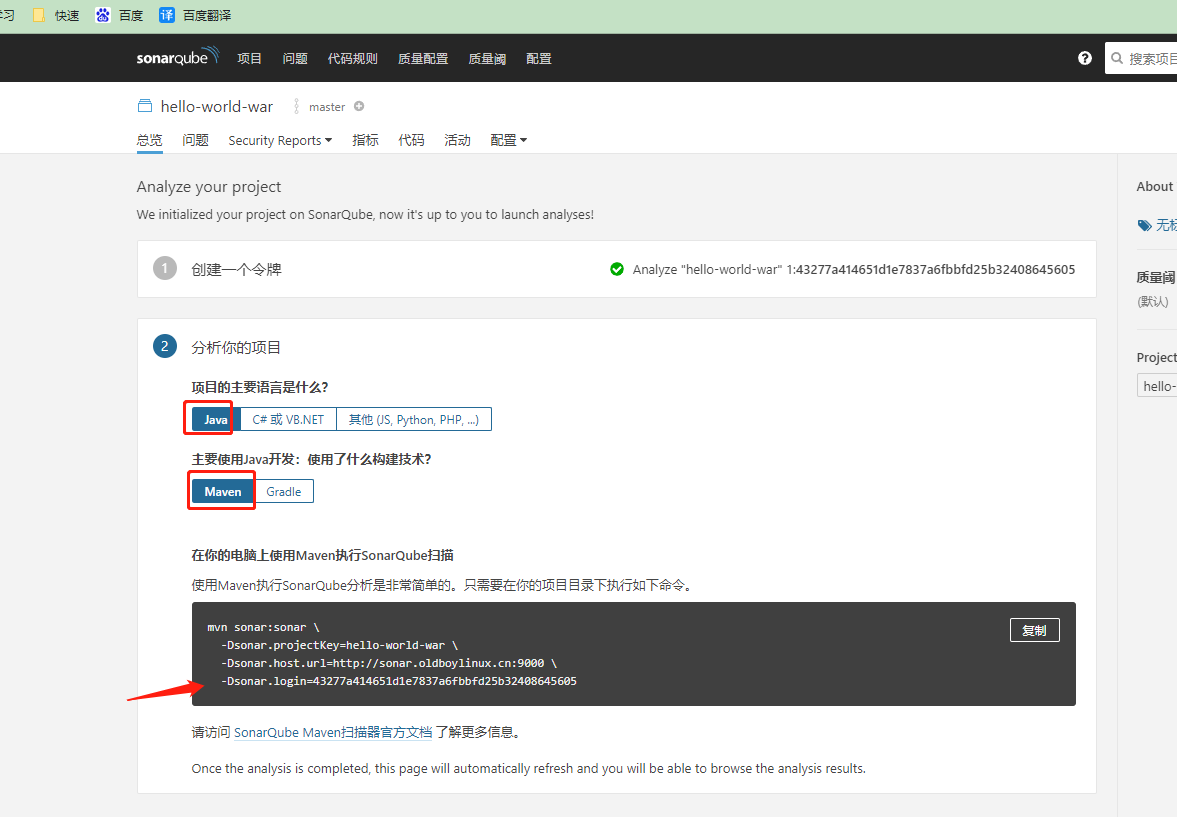 学习 快速 百度 译 百度翻译
sonarqube 项目 问题 代码规则 质量配置 质量阈 配置 ? 搜索项目
hello-world-war master
总览 问题 Security Reports 指标 代码 活动 配置
Analyze your project
We initialized your project on SonarQube, now it's up to you to launch analyses!
1 创建一个令牌 Analyze "hello-world-war" 1:43277a414651d1e7837a6fbbfd25b32408645605
2 分析你的项目
项目的主要语言是什么?
Java C# 或 VB.NET 其他 (JS, Python, PHP, ...)
主要使用Java开发：使用了什么构建技术?
Maven Gradle
在你的电脑上使用Maven执行SonarQube扫描
使用Maven执行SonarQube分析是非常简单的。只需要在你的项目目录下执行如下命令。
mvn sonar:sonar \
复制
-Dsonar.projectKey=hello-world-war \
-Dsonar.host.url=http://sonar.oldboylinux.cn:9000 \
-Dsonar.login=43277a414651d1e7837a6fbbfd25b32408645605
请访问 SonarQube Maven扫描器官方文档 了解更多信息。
Once the analysis is completed, this page will automatically refresh and you will be able to browse the analysis results.
About
无标
质量阈
(默认)
Project
hello-